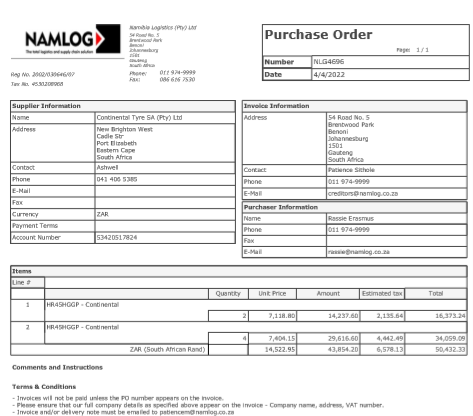 NAMLOG
The total logistics and supply chain solution
Reg No. 2002/030646/07
Tax No. 4530208968
Namible Logistics (Pty) Ltd
54 Road No. 5
Brentwood Park
Benoni
Johannesburg
1501
Gauteng
South Africa
Phone: 011 974-9999
Fax: 086 616 7530
Purchase Order
Page: 1 / 1
Number NLG4696
Date 4/4/2022
Supplier Information
Name Continental Tyre SA (Pty) Ltd
Address New Brighton West
Cadle Str
Port Elizabeth
Eastern Cape
South Africa
Contact Ashwell
Phone 041 406 5385
E-Mail
Fax
Currency ZAR
Payment Terms
Account Number 53420517824
Invoice Information
Address 54 Road No. 5
Brentwood Park
Benoni
Johannesburg
1501
Gauteng
South Africa
Contact Patience Sithole
Phone 011 974-9999
E-Mail creditors@namlog.co.za
Purchaser Information
Name Rassie Erasmus
Phone 011 974-9999
Fax
E-Mail rassie@namlog.co.za
Items
Line #
Quantity Unit Price Amount Estimated tax Total
1 HR45HGGP - Continental
2 7,118.80 14,237.60 2,135.64 16,373.24
2 HR45HGGP - Continental
4 7,404.15 29,616.60 4,442.49 34,059.09
ZAR (South African Rand) 14,522.95 43,854.20 6,578.13 50,432.33
Comments and Instructions
Terms & Conditions
- Invoices will not be paid unless the PO number appears on the invoice.
- Please ensure that our full company details as specified above appear on the invoice - Company name, address, VAT number.
- Invoice and/or delivery note must be emailed to patiencem@namlog.co.za